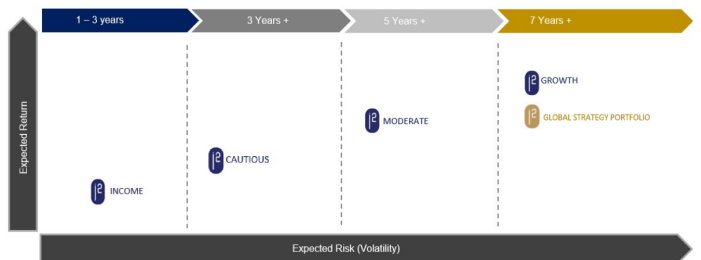 1 – 3 years
3 Years +
5 Years +
7 Years +
Expected Return
GROWTH
GLOBAL STRATEGY PORTFOLIO
MODERATE
CAUTIOUS
INCOME
Expected Risk (Volatility)